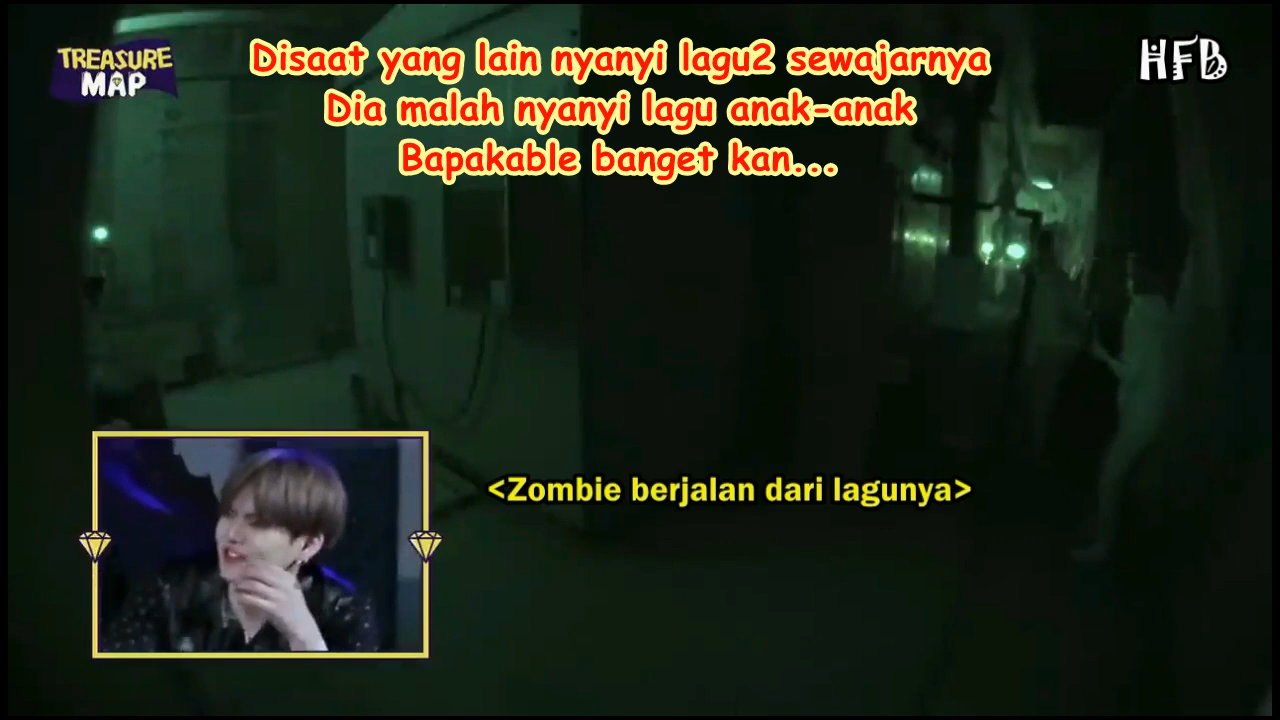 TREASURE
MAP
HFB
Disaat yang lain nyanyi lagu2 sewajarnya
Dia malah nyanyi lagu anak-anak
Bapakable banget kan...
<Zombie berjalan dari lagunya>